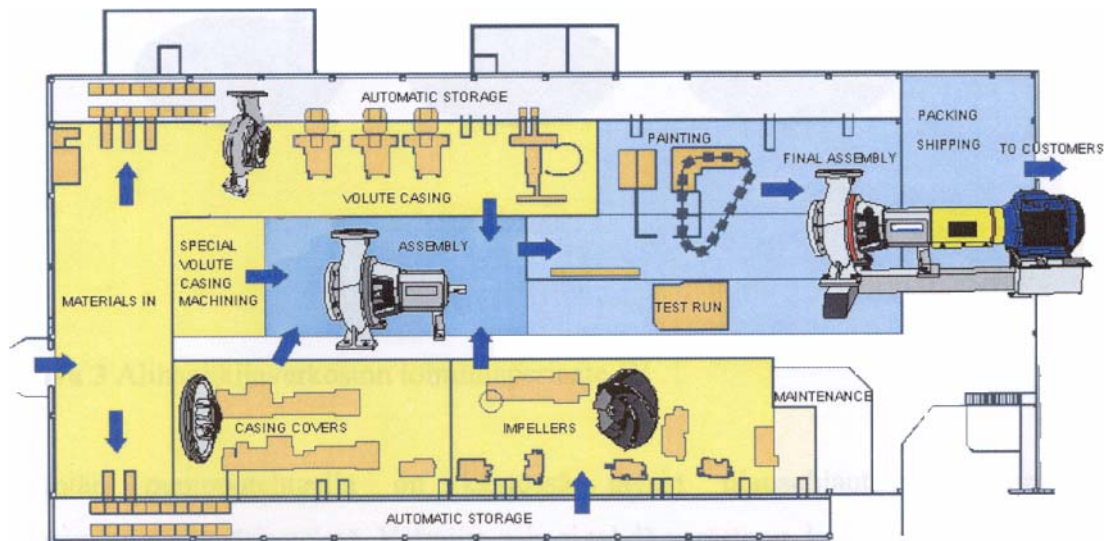 AUTOMATIC STORAGE
PACKING
SHIPPING
PAINTING
TO CUSTOMERS
FINAL ASSEMBLY
VOLUTE CASING
ASSEMBLY
SPECIAL
VOLUTE
CASING
MACHINING
MATERIALS IN
TEST RUN
MAINTENANCE
CASING COVERS
IMPELLERS
AUTOMATIC STORAGE